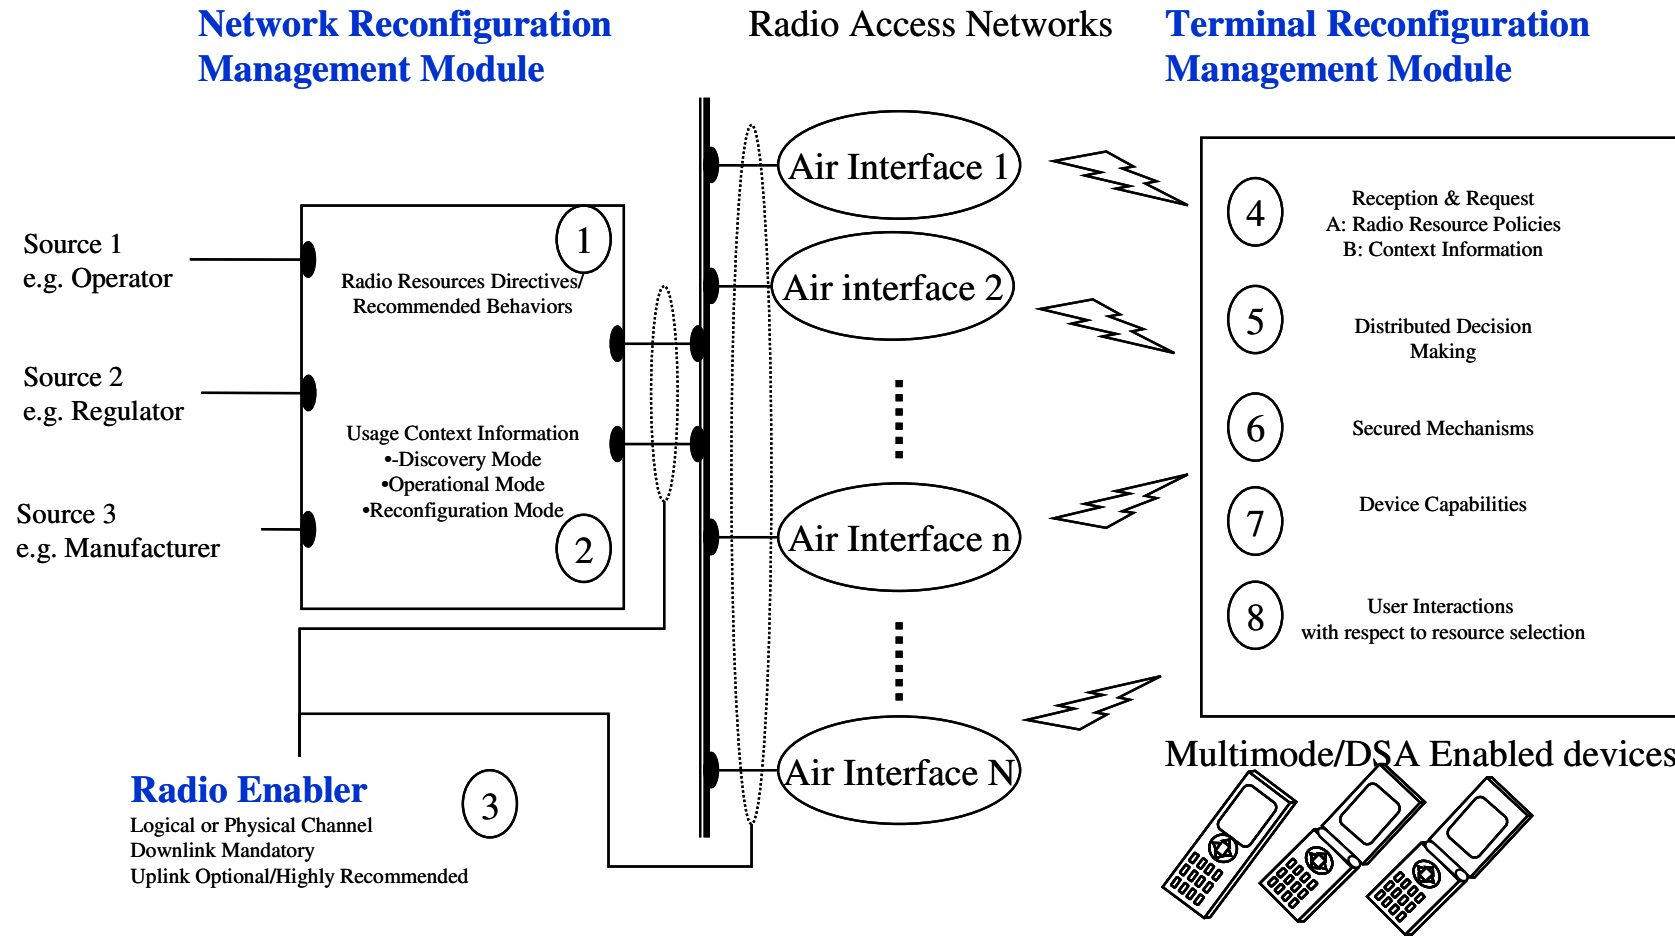 Network Reconfiguration
Management Module
Radio Access Networks
Terminal Reconfiguration
Management Module
Source 1
e.g. Operator
Source 2
e.g. Regulator
Source 3
e.g. Manufacturer
1
Radio Resources Directives/
Recommended Behaviors
Usage Context Information
•-Discovery Mode
•Operational Mode
•Reconfiguration Mode
2
Air Interface 1
Air interface 2
Air Interface n
Air Interface N
4
Reception & Request
A: Radio Resource Policies
B: Context Information
5
Distributed Decision
Making
6
Secured Mechanisms
7
Device Capabilities
8
User Interactions
with respect to resource selection
Radio Enabler
3
Logical or Physical Channel
Downlink Mandatory
Uplink Optional/Highly Recommended
Multimode/DSA Enabled devices